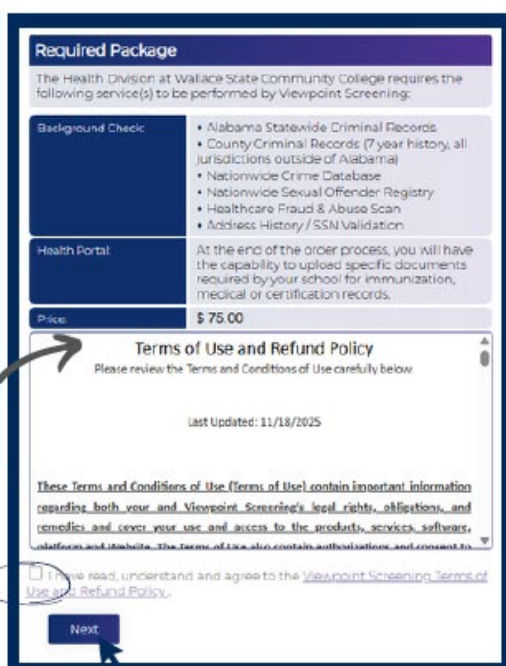 Required Package
The Health Division at Wallace State Community College requires the
following service(s) to be performed by Viewpoint Screening:
Background Check:
• Alabama Statewide Criminal Records
• County Criminal Records (7 year history, all
jurisdictions outside of Alabama)
• Nationwide Crime Database
• Nationwide Sexual Offender Registry
• Healthcare Fraud & Abuse Scan
• Address History / SSN Validation
Health Portal:
At the end of the order process, you will have
the capability to upload specific documents
required by your school for immunization,
medical or certification records.
Price:
$ 75.00
Terms of Use and Refund Policy
Please review the Terms and Conditions of Use carefully below
Last Updated: 11/18/2025
These Terms and Conditions of Use (Terms of Use) contain important information
regarding both your and Viewpoint Screening's legal rights, obligations, and
remedies and cover your use and access to the products, services, software,
platform and Website. The Terms of Use also contain authorizations and consent to
I have read, understand and agree to the Viewpoint Screening Terms of
Use and Refund Policy.
Next